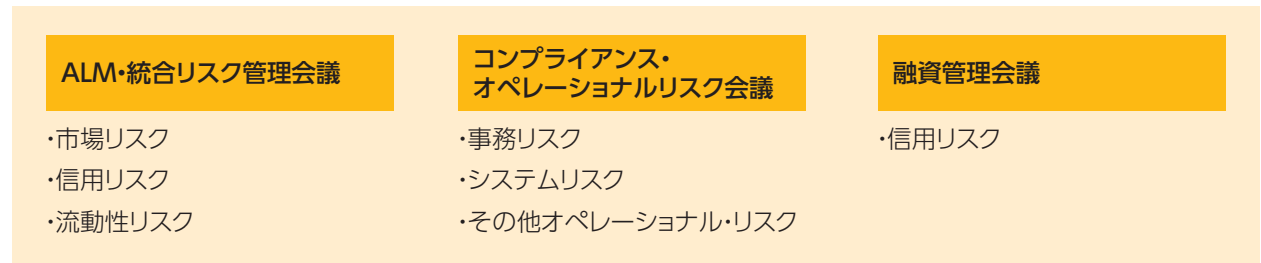 ALM・統合リスク管理会議
・市場リスク
・信用リスク
・流動性リスク
コンプライアンス・
オペレーショナルリスク会議
・事務リスク
・システムリスク
・その他オペレーショナル・リスク
融資管理会議
・信用リスク